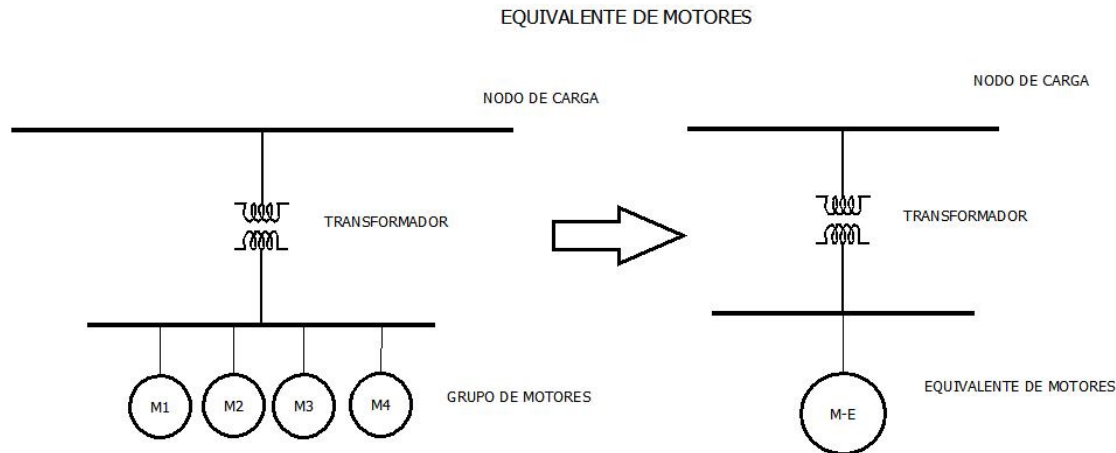 EQUIVALENTE DE MOTORES
NODO DE CARGA
TRANSFORMADOR
M1 M2 M3 M4
GRUPO DE MOTORES
NODO DE CARGA
TRANSFORMADOR
M-E
EQUIVALENTE DE MOTORES